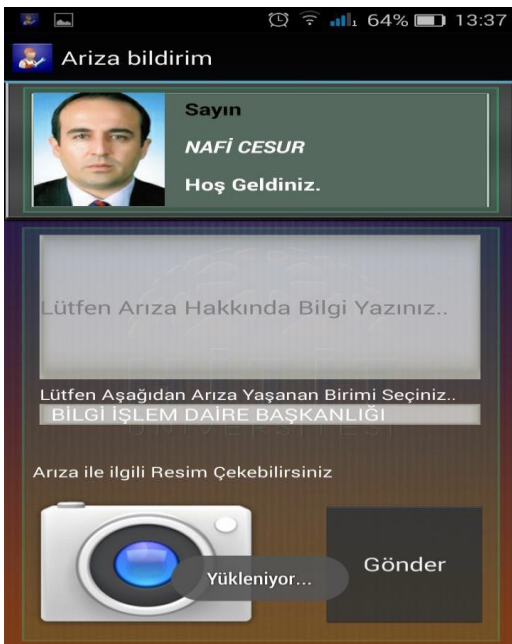 64% 13:37
Ariza bildirim
Sayın
NAFİ CESUR
Hoş Geldiniz.
Lütfen Arıza Hakkında Bilgi Yazınız..
Lütfen Aşağıdan Arıza Yaşanan Birimi Seçiniz..
BİLGİ İŞLEM DAİRE BAŞKANLIĞI
Arıza ile ilgili Resim Çekebilirsiniz
Gönder
Yükleniyor...